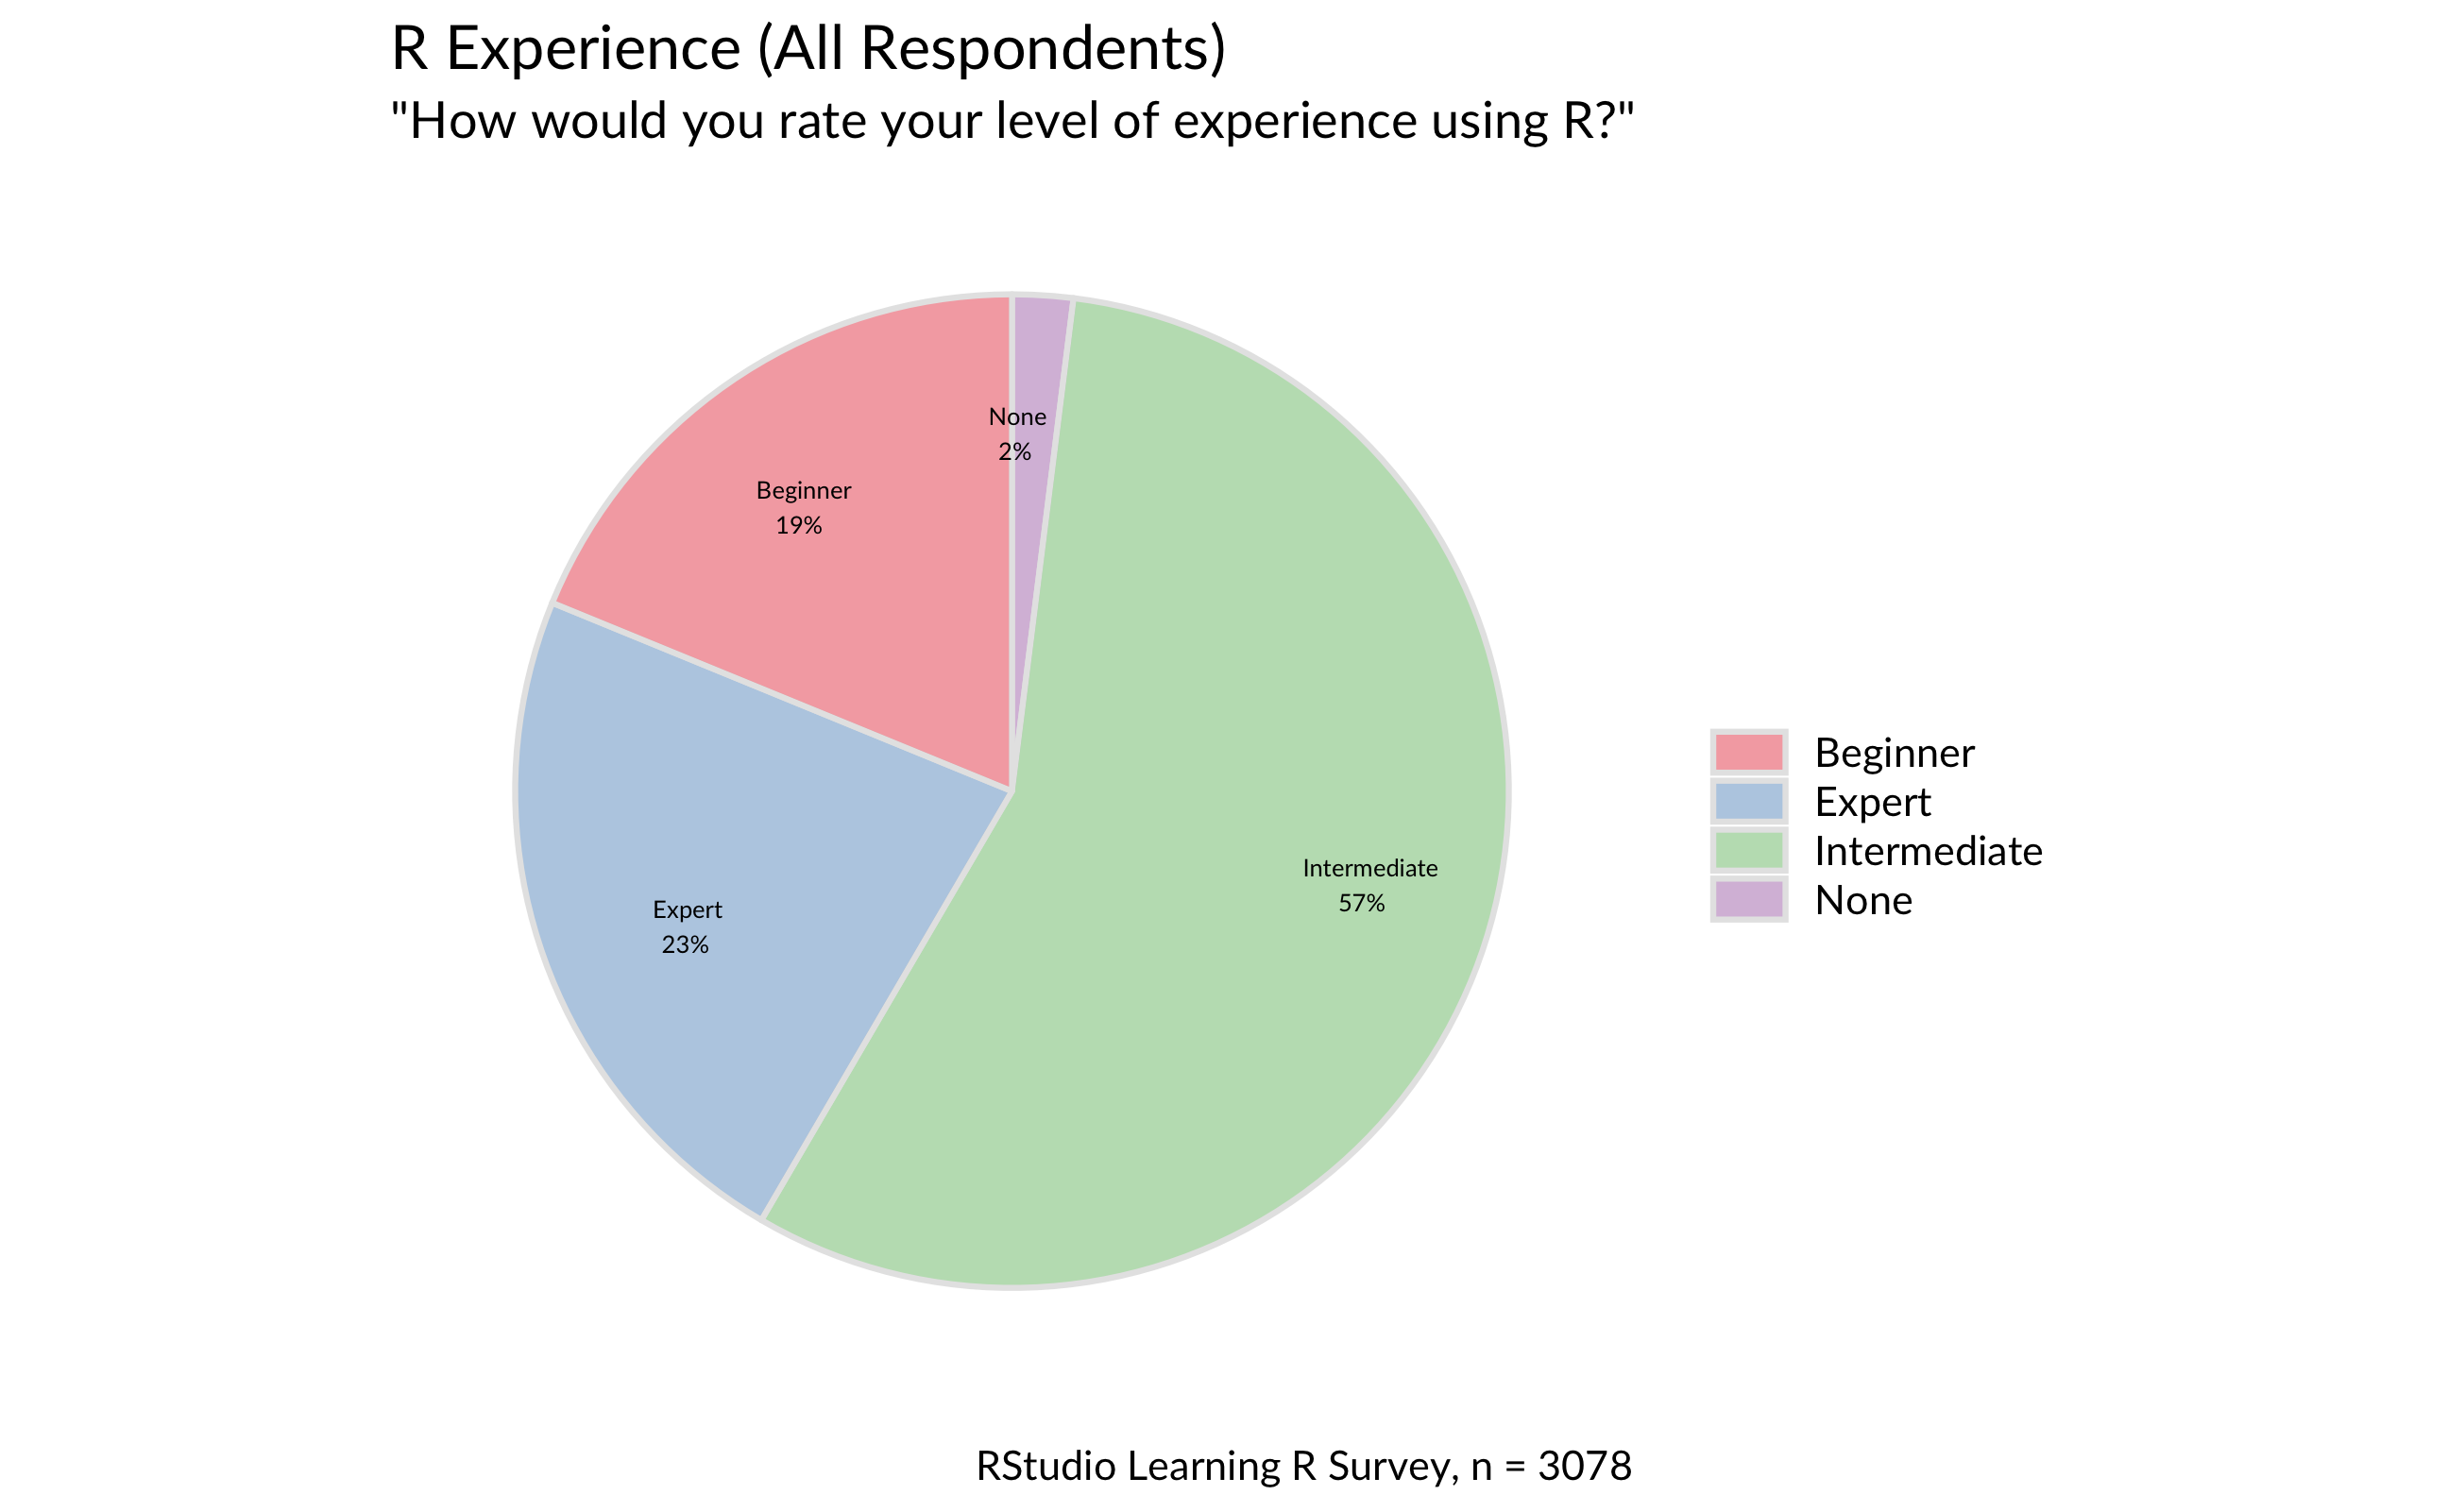 R Experience (All Respondents)
"How would you rate your level of experience using R?"
None
2%
Beginner
19%
Intermediate
57%
Expert
23%
Beginner
Expert
Intermediate
None
RStudio Learning R Survey, n = 3078